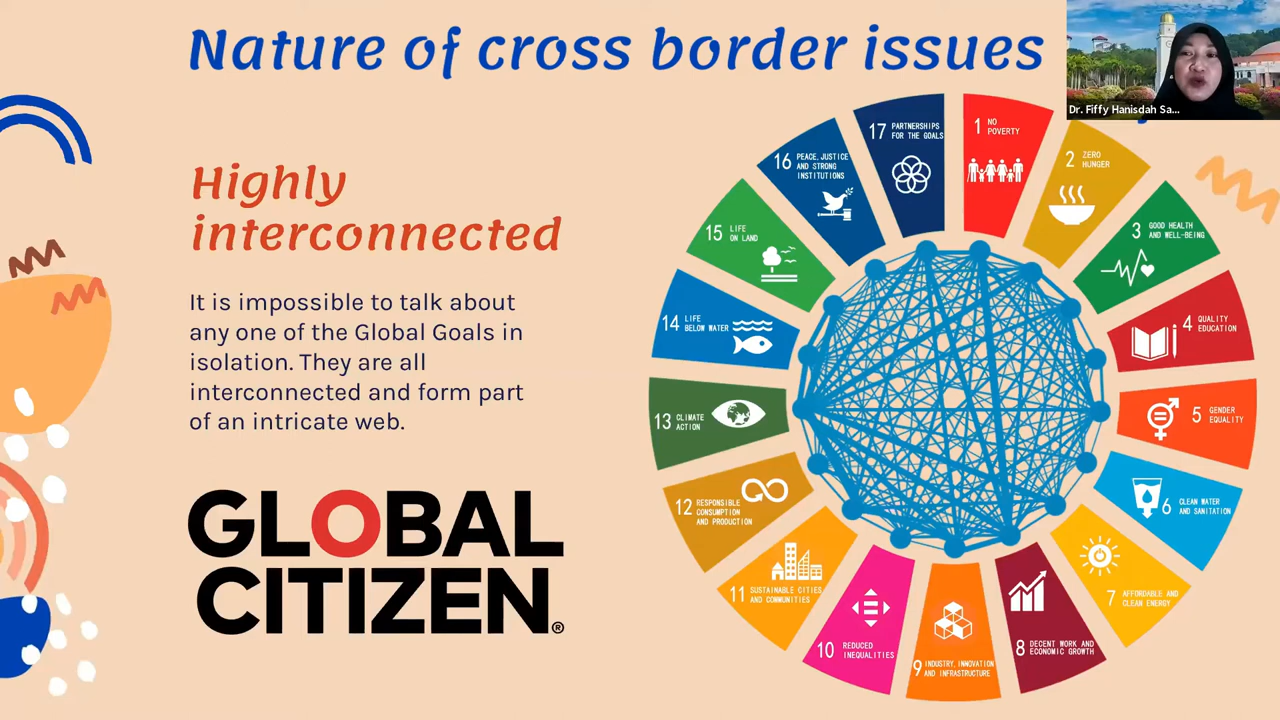 Nature of cross border issues
Dr. Fiffy Hanisdah Sa...
Highly
interconnected
It is impossible to talk about
any one of the Global Goals in
isolation. They are all
interconnected and form part
of an intricate web.
GLOBAL
CITIZEN®
1 NO
POVERTY
2 ZERO
HUNGER
3 GOOD HEALTH
AND WELL-BEING
4 QUALITY
EDUCATION
5 GENDER
EQUALITY
6 CLEAN WATER
AND SANITATION
7 AFFORDABLE AND
CLEAN ENERGY
8 DECENT WORK AND
ECONOMIC GROWTH
9 INDUSTRY, INNOVATION
AND INFRASTRUCTURE
10 REDUCED
INEQUALITIES
11 SUSTAINABLE CITIES
AND COMMUNITIES
12 RESPONSIBLE
CONSUMPTION
AND PRODUCTION
13 CLIMATE
ACTION
14 LIFE
BELOW WATER
15 LIFE
ON LAND
16 PEACE, JUSTICE
AND STRONG
INSTITUTIONS
17 PARTNERSHIPS
FOR THE GOALS